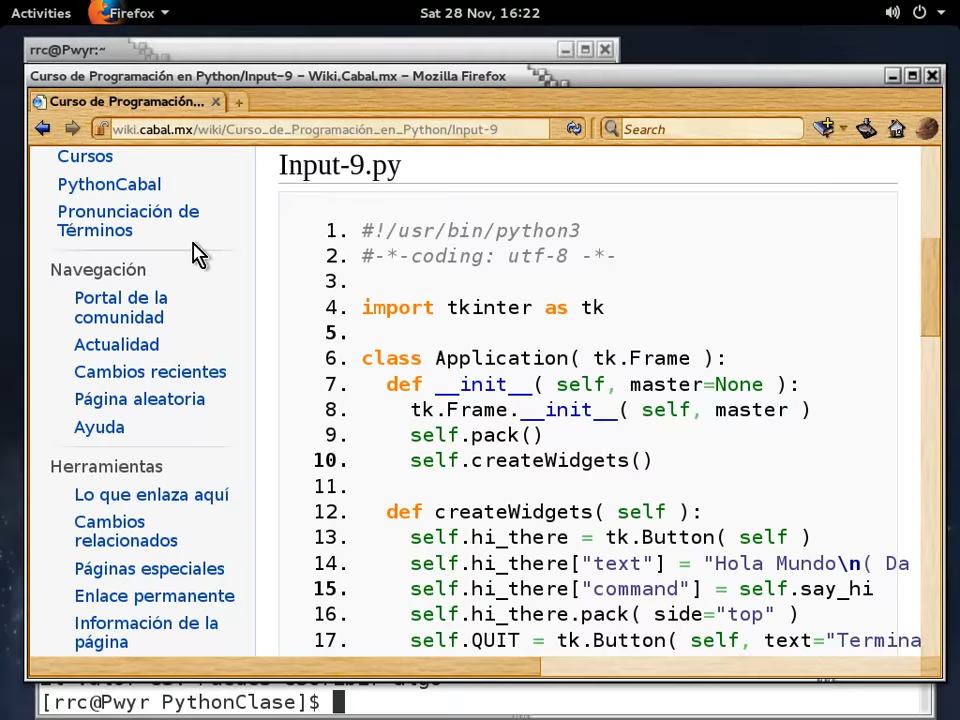 Activities Firefox Sat 28 Nov, 16:22
rrc@Pwyr:~
Curso de Programación en Python/Input-9 – Wiki.Cabal.mx – Mozilla Firefox
Curso de Programación...
wiki.cabal.mx/wiki/Curso_de_Programación_en_Python/Input-9 Search
Cursos
PythonCabal
Pronunciación de
Términos
Navegación
Portal de la
comunidad
Actualidad
Cambios recientes
Página aleatoria
Ayuda
Herramientas
Lo que enlaza aquí
Cambios
relacionados
Páginas especiales
Enlace permanente
Información de la
página
Input-9.py
1. #!/usr/bin/python3
2. #-*-coding: utf-8 -*-
3.
4. import tkinter as tk
5.
6. class Application( tk.Frame ):
7. def __init__( self, master=None ):
8. tk.Frame.__init__( self, master )
9. self.pack()
10. self.createWidgets()
11.
12. def createWidgets( self ):
13. self.hi_there = tk.Button( self )
14. self.hi_there["text"] = "Hola Mundo\n( Da
15. self.hi_there["command"] = self.say_hi
16. self.hi_there.pack( side="top" )
17. self.QUIT = tk.Button( self, text="Termina
[rrc@Pwyr PythonClase]$